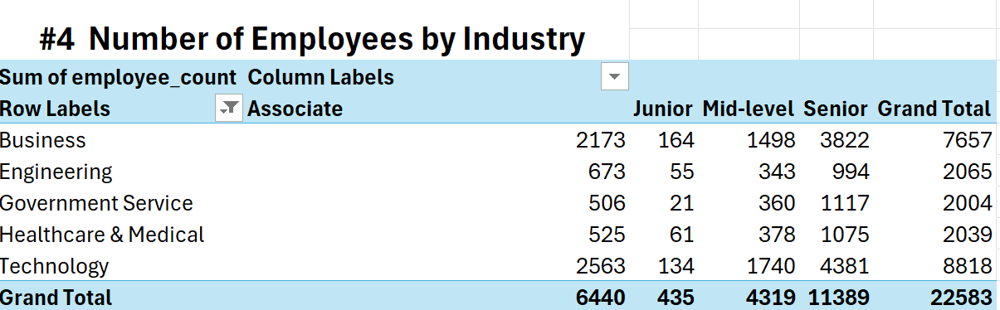 #4 Number of Employees by Industry
Sum of employee_count Column Labels
Row Labels Associate Junior Mid-level Senior Grand Total
Business 2173 164 1498 3822 7657
Engineering 673 55 343 994 2065
Government Service 506 21 360 1117 2004
Healthcare & Medical 525 61 378 1075 2039
Technology 2563 134 1740 4381 8818
Grand Total 6440 435 4319 11389 22583